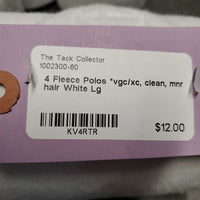 The Tack Collector
1002300-60
4 Fleece Polos *vgc/xc, clean, mnr
hair White Lg
KV4RTR
$12.00